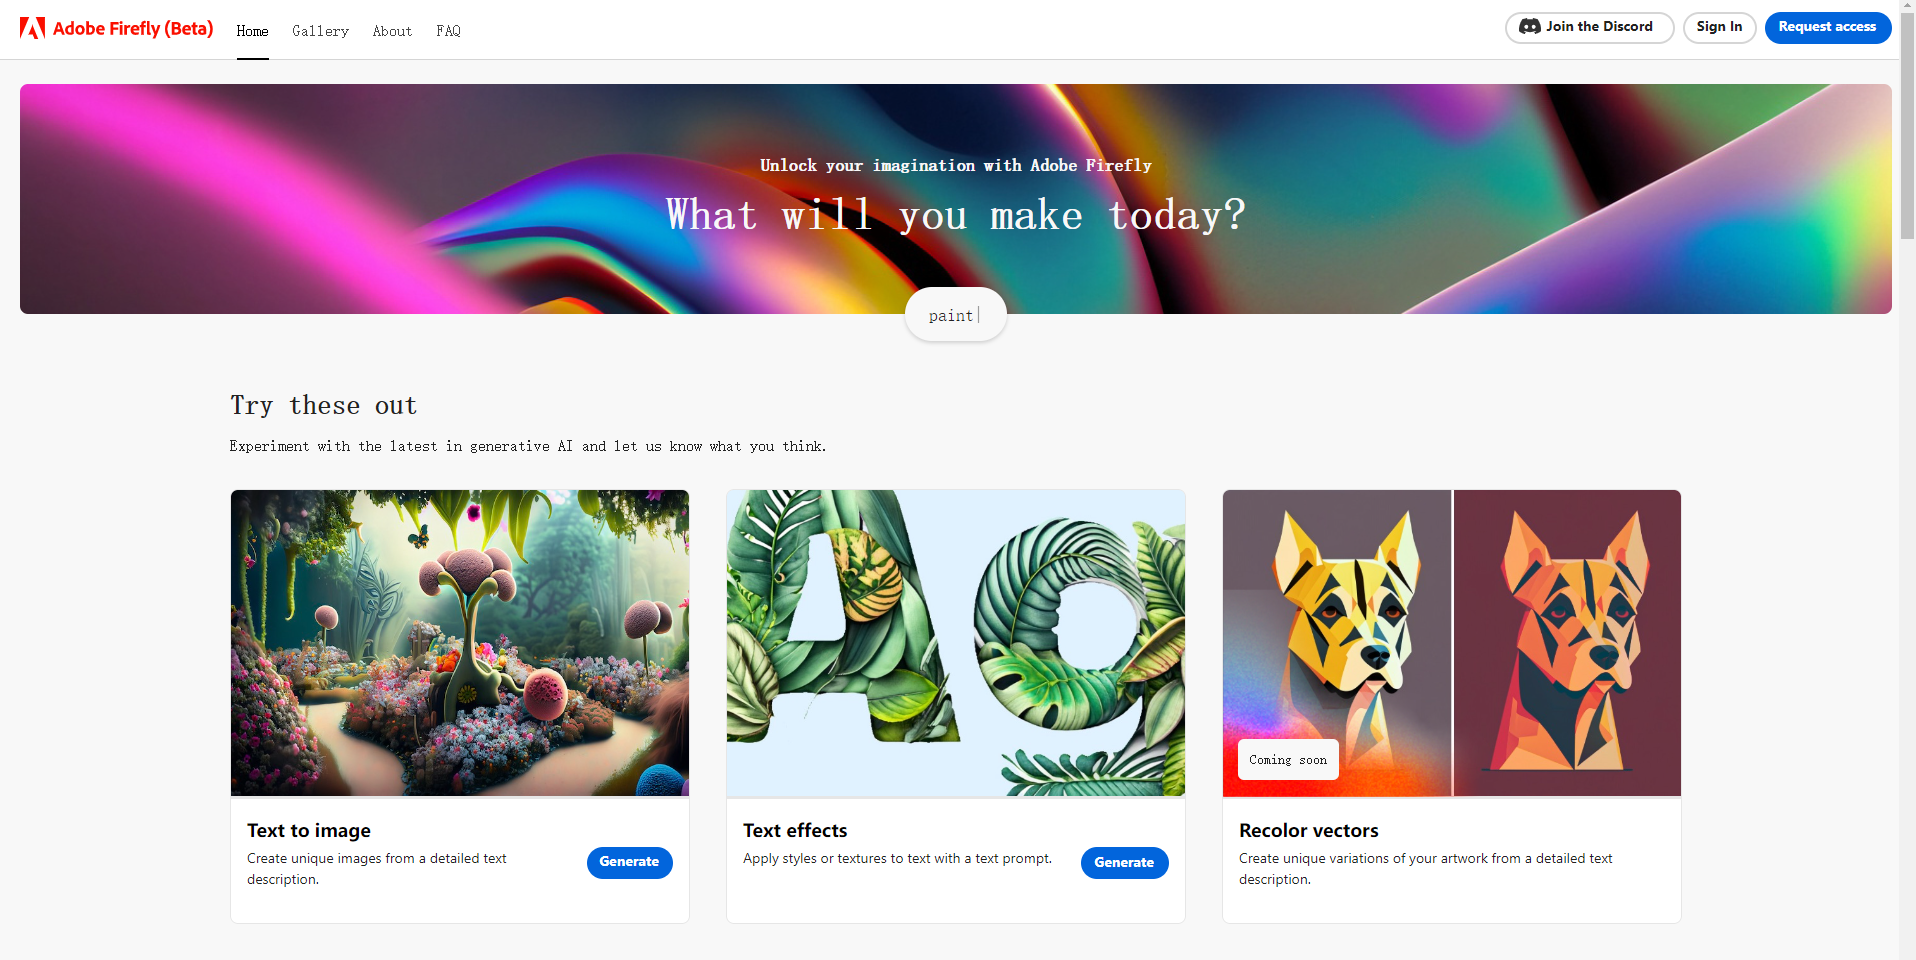 Adobe Firefly (Beta)
Home
Gallery
About
FAQ
Join the Discord
Sign In
Request access
Unlock your imagination with Adobe Firefly
What will you make today?
paint
Try these out
Experiment with the latest in generative AI and let us know what you think.
Ag
Coming soon
Text to image
Create unique images from a detailed text
description.
Generate
Text effects
Apply styles or textures to text with a text prompt.
Generate
Recolor vectors
Create unique variations of your artwork from a detailed text
description.